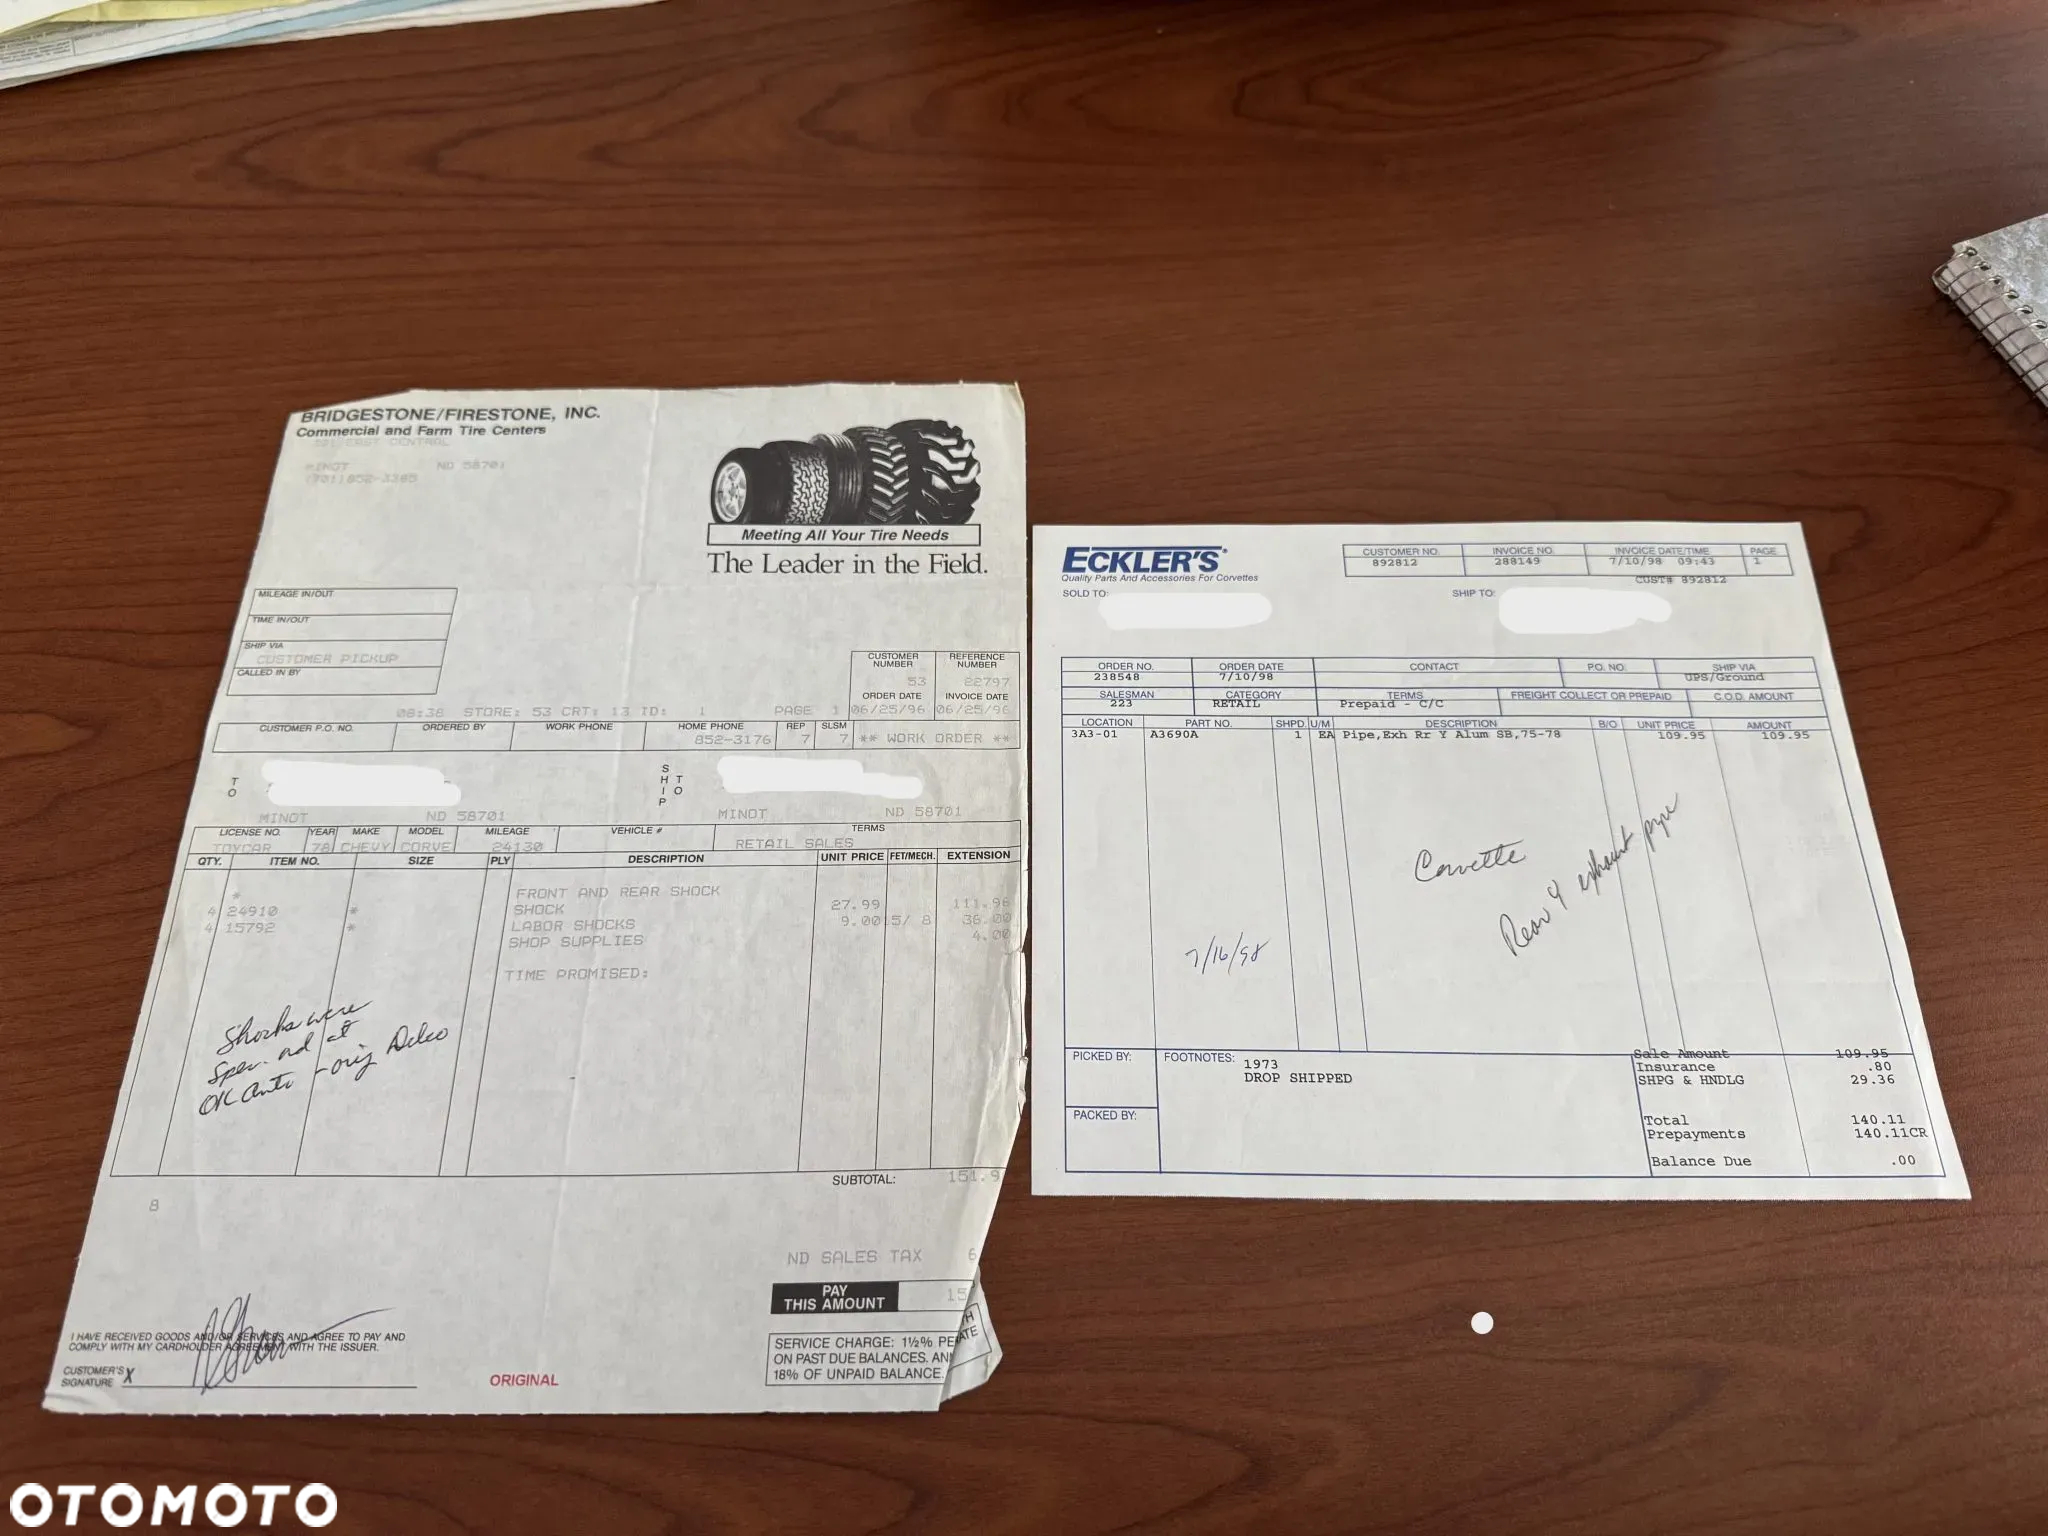 BRIDGESTONE/FIRESTONE, INC.
Commercial and Farm Tire Centers
EAST CENTRAL
MINOT ND 58701
(701)852-3385
Meeting All Your Tire Needs
The Leader in the Field.
MILEAGE IN/OUT
TIME IN/OUT
SHIP VIA
CUSTOMER PICKUP
CALLED IN BY
CUSTOMER NUMBER REFERENCE NUMBER
53 22797
ORDER DATE INVOICE DATE
08:38 STORE: 53 CRT: 13 ID: 1 PAGE 1 06/25/96 06/25/96
CUSTOMER P.O. NO. ORDERED BY WORK PHONE HOME PHONE REP SLSM
852-3176 7 7 ** WORK ORDER **
TO
SHIP TO
MINOT ND 58701 MINOT ND 58701
LICENSE NO. YEAR MAKE MODEL MILEAGE VEHICLE # TERMS
TOYCAR 78 CHEVY CORVE 24130 RETAIL SALES
QTY. ITEM NO. SIZE PLY DESCRIPTION UNIT PRICE FET/MECH. EXTENSION
* FRONT AND REAR SHOCK
4 24910 * SHOCK 27.99 111.96
4 15792 * LABOR SHOCKS 9.00 5/ 8 36.00
SHOP SUPPLIES 4.00
TIME PROMISED:
Shocks were
at
OK Auto - orig Delco
SUBTOTAL: 151.9
8
ND SALES TAX 6
PAY
THIS AMOUNT 15
I HAVE RECEIVED GOODS AND/OR SERVICES AND AGREE TO PAY AND
COMPLY WITH MY CARDHOLDER AGREEMENT WITH THE ISSUER.
CUSTOMER'S
SIGNATURE X
ORIGINAL
SERVICE CHARGE: 1½% PE
ON PAST DUE BALANCES. AN
18% OF UNPAID BALANCE.
ECKLER'S
Quality Parts And Accessories For Corvettes
CUSTOMER NO. INVOICE NO. INVOICE DATE/TIME PAGE
892812 288149 7/10/98 09:43 1
CUST# 892812
SOLD TO: SHIP TO:
ORDER NO. ORDER DATE CONTACT P.O. NO. SHIP VIA
238548 7/10/98 UPS/Ground
SALESMAN CATEGORY TERMS FREIGHT COLLECT OR PREPAID C.O.D. AMOUNT
223 RETAIL Prepaid - C/C
LOCATION PART NO. SHPD. U/M DESCRIPTION B/O UNIT PRICE AMOUNT
3A3-01 A3690A 1 EA Pipe,Exh Rr Y Alum SB,75-78 109.95 109.95
Corvette
Rear Y exhaust pipe
7/16/98
PICKED BY: FOOTNOTES: 1973
DROP SHIPPED
PACKED BY:
Sale Amount 109.95
Insurance .80
SHPG & HNDLG 29.36
Total 140.11
Prepayments 140.11CR
Balance Due .00
OTOMOTO